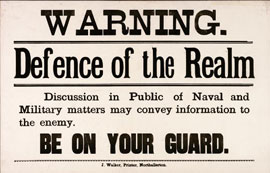 WARNING.
Defence of the Realm
Discussion in Public of Naval and
Military matters may convey information to
the enemy.
BE ON YOUR GUARD.
J. Walker, Printer, Northallerton.